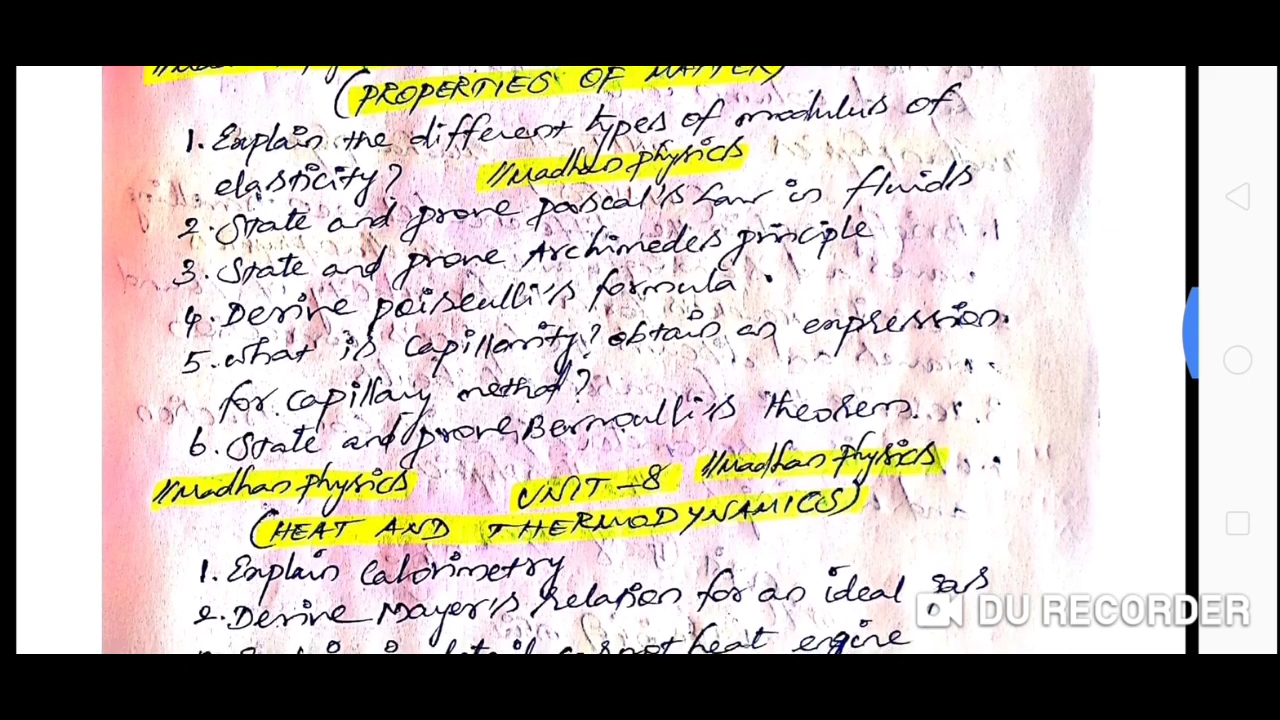 (PROPERTIES OF MATTER)
1. Explain the different types of modulus of
elasticity? //Madhan physics
2. State and prove pascal's Law in fluids
3. State and prove Archimedes principle
4. Derive poiseulli's formula
5. what is capillarity? obtain an expression
for capillary method?
6. State and prove Bernoulli's theorem.
//Madhan physics UNIT-8 //Madhan physics
(HEAT AND THERMODYNAMICS)
1. Explain Calorimetry
2. Derive Mayer's relation for an ideal gas
heat engine
DU RECORDER